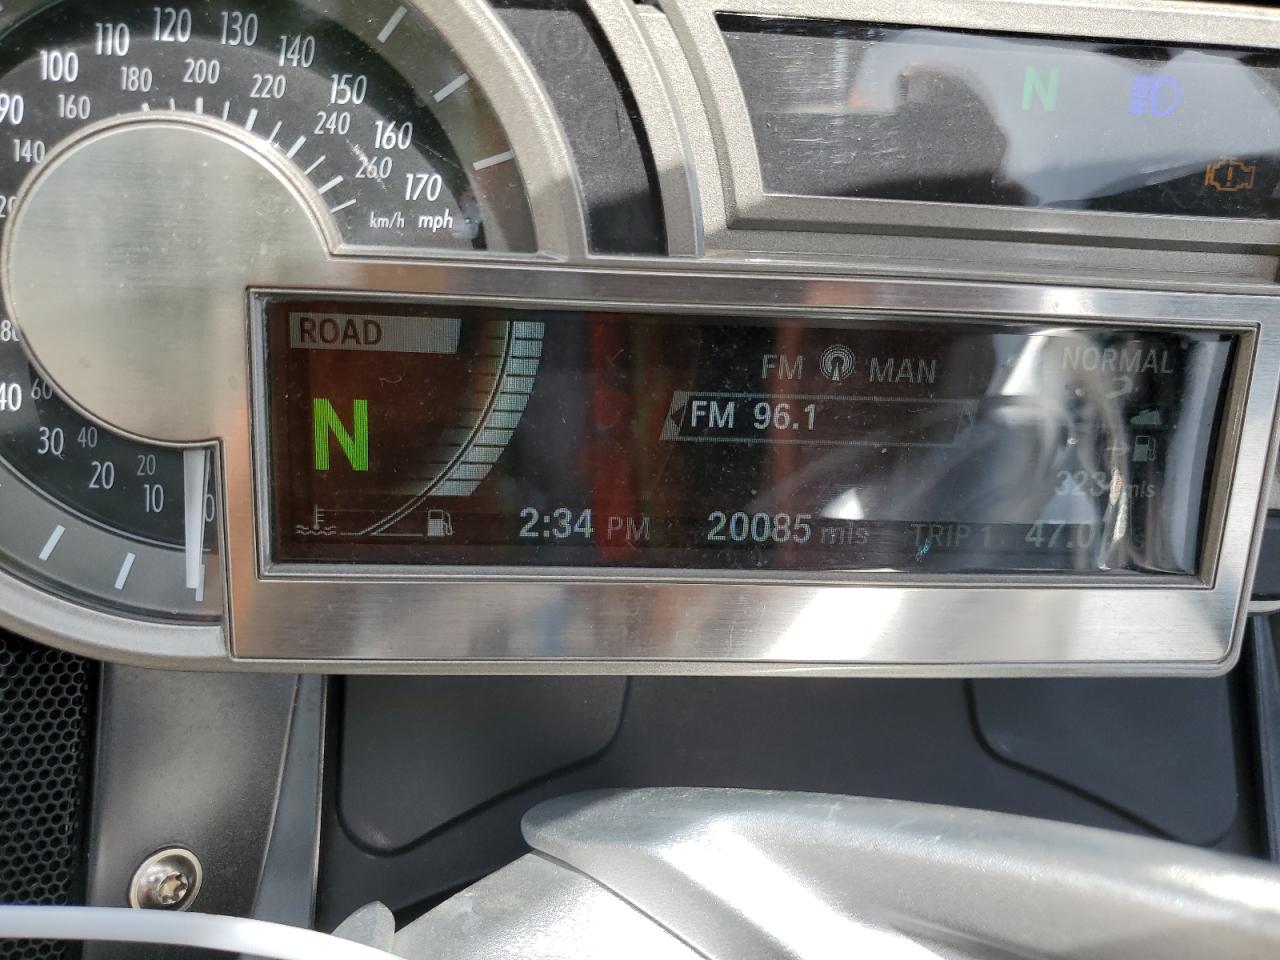 100 110 120 130 140 150 160 170
90 140 160 180 200 220 240 260
km/h mph
N
ROAD
FM MAN
NORMAL
N
FM 96.1
40 60
30 40
20 20
10
2:34 PM 20085 mls TRIP 1 47.0